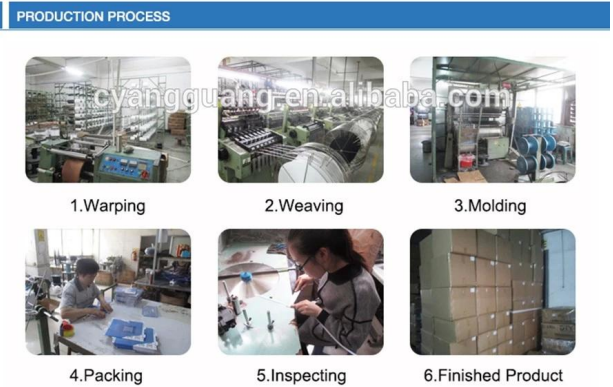 PRODUCTION PROCESS
cyangguang.en.alibaba.com
1.Warping
2.Weaving
3.Molding
4.Packing
5.Inspecting
6.Finished Product